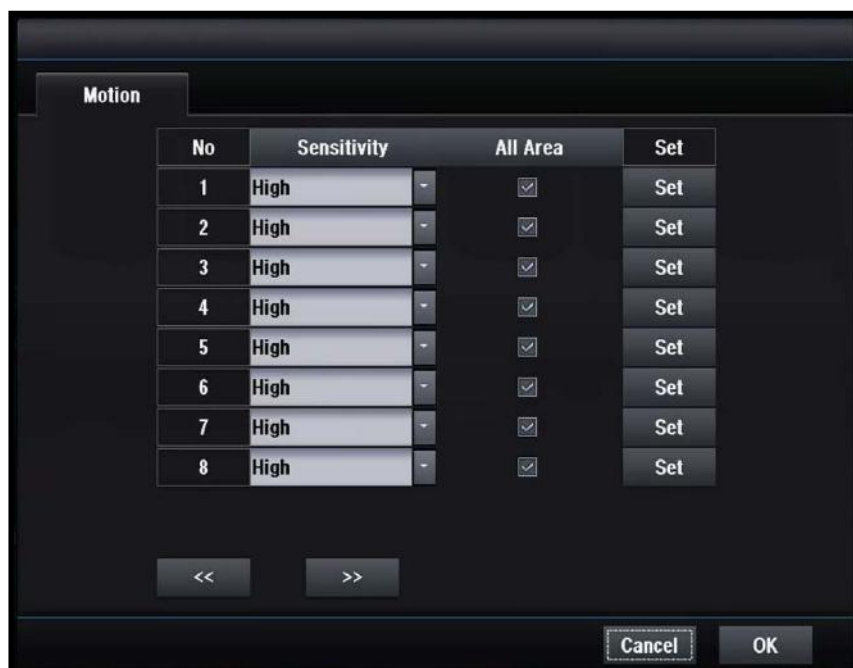 Motion
No Sensitivity All Area Set
1 High Set
2 High Set
3 High Set
4 High Set
5 High Set
6 High Set
7 High Set
8 High Set
<< >>
Cancel OK